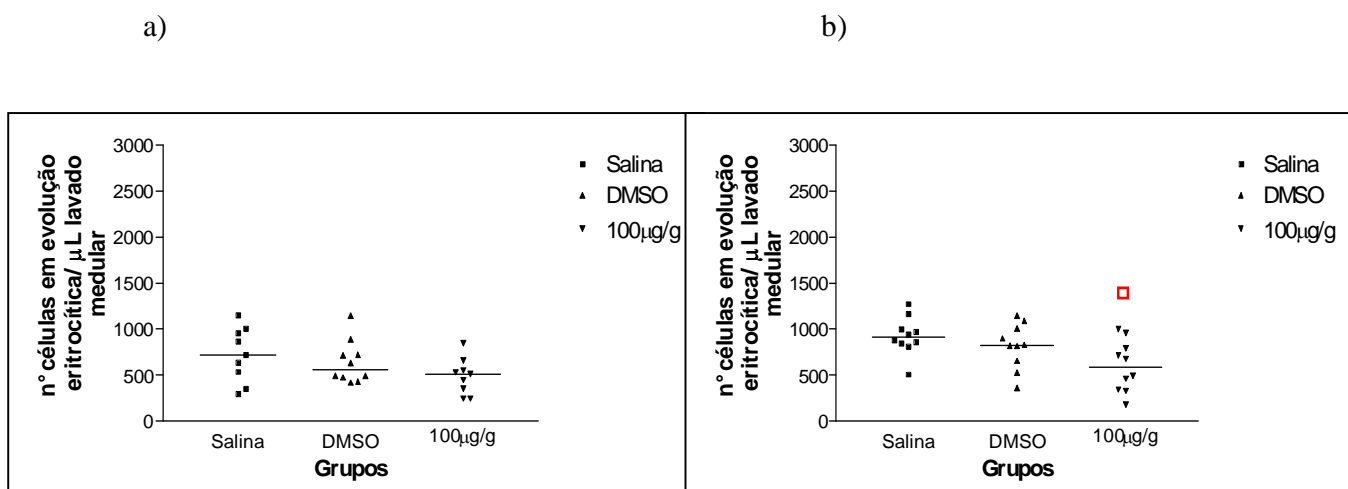 a)
b)
n° células em evolução
eritrocítica/ μL lavado
medular
3000
2500
2000
1500
1000
500
0
Salina
DMSO
100μg/g
Grupos
Salina
DMSO
100μg/g
n° células em evolução
eritrocítica/ μL lavado
medular
3000
2500
2000
1500
1000
500
0
Salina
DMSO
100μg/g
Grupos
Salina
DMSO
100μg/g